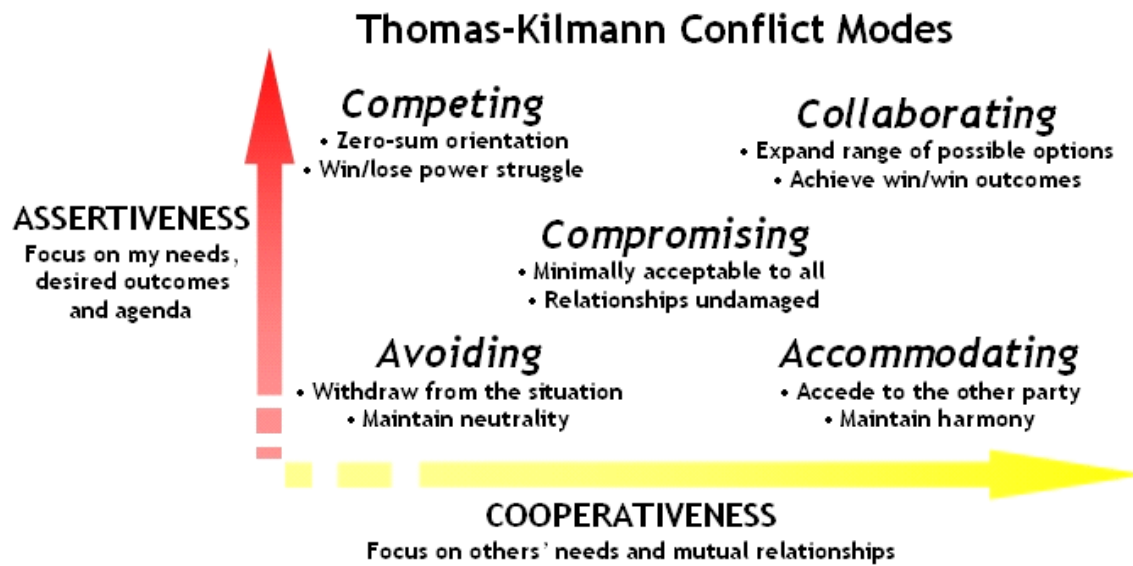 Thomas-Kilmann Conflict Modes
Competing
• Zero-sum orientation
• Win/lose power struggle
Collaborating
• Expand range of possible options
• Achieve win/win outcomes
ASSERTIVENESS
Focus on my needs,
desired outcomes
and agenda
Compromising
• Minimally acceptable to all
• Relationships undamaged
Avoiding
• Withdraw from the situation
• Maintain neutrality
Accommodating
• Accede to the other party
• Maintain harmony
COOPERATIVENESS
Focus on others' needs and mutual relationships